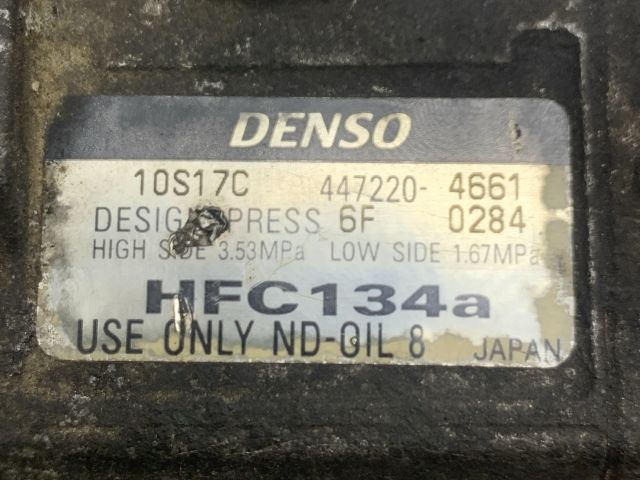 DENSO
10S17C 447220-4661
DESIGN PRESS 6F 0284
HIGH SIDE 3.53MPa LOW SIDE 1.67MPa
HFC134a
USE ONLY ND-OIL 8 JAPAN